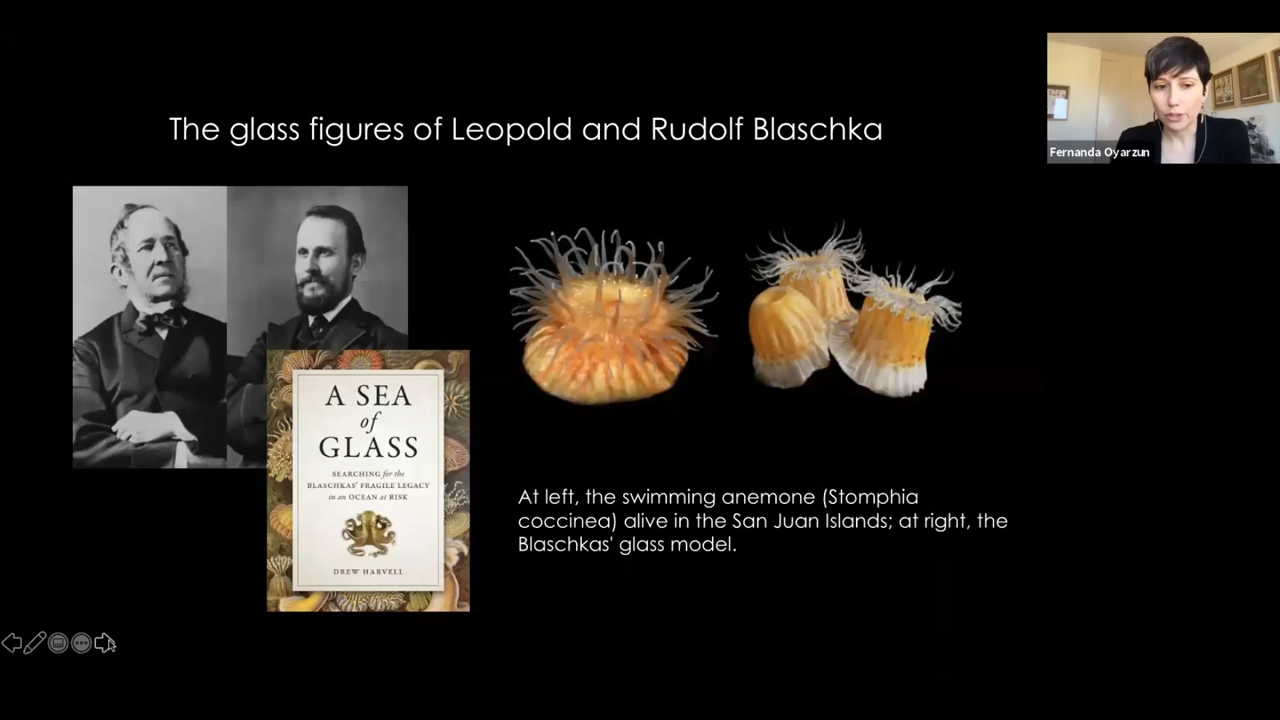 The glass figures of Leopold and Rudolf Blaschka
Fernanda Oyarzun
A SEA
of
GLASS
SEARCHING for the
BLASCHKAS' FRAGILE LEGACY
in an OCEAN at RISK
DREW HARVELL
At left, the swimming anemone (Stomphia
coccinea) alive in the San Juan Islands; at right, the
Blaschkas' glass model.